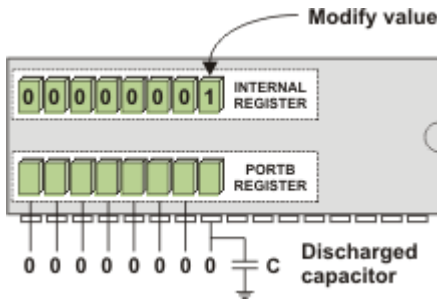 Modify value
0 0 0 0 0 0 0 1
INTERNAL
REGISTER
PORTB
REGISTER
0 0 0 0 0 0 0 0
C
Discharged
capacitor